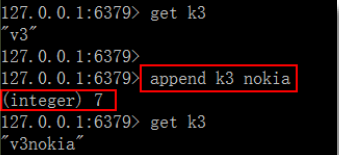 127.0.0.1:6379> get k3
"v3"
127.0.0.1:6379>
127.0.0.1:6379> append k3 nokia
(integer) 7
127.0.0.1:6379> get k3
"v3nokia"